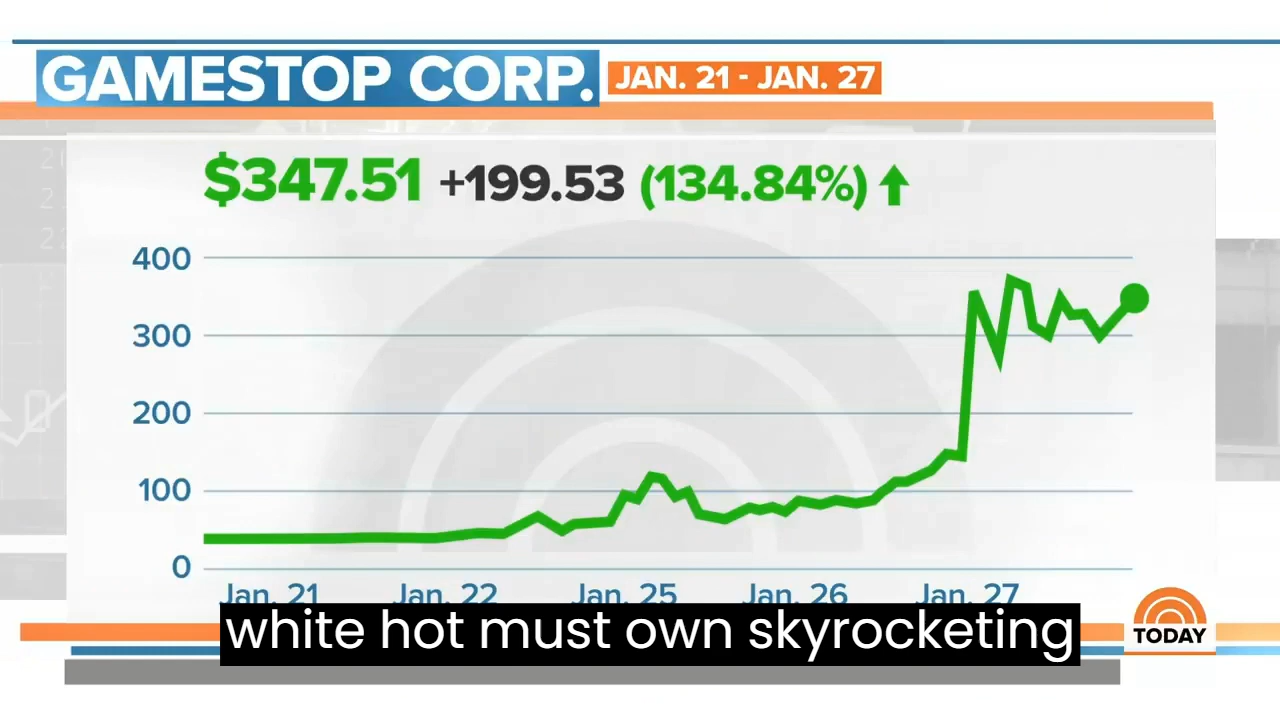 GAMESTOP CORP. JAN. 21 - JAN. 27
$347.51 +199.53 (134.84%)
400
300
200
100
0
Jan. 21 Jan. 22 Jan. 25 Jan. 26 Jan. 27
white hot must own skyrocketing
TODAY